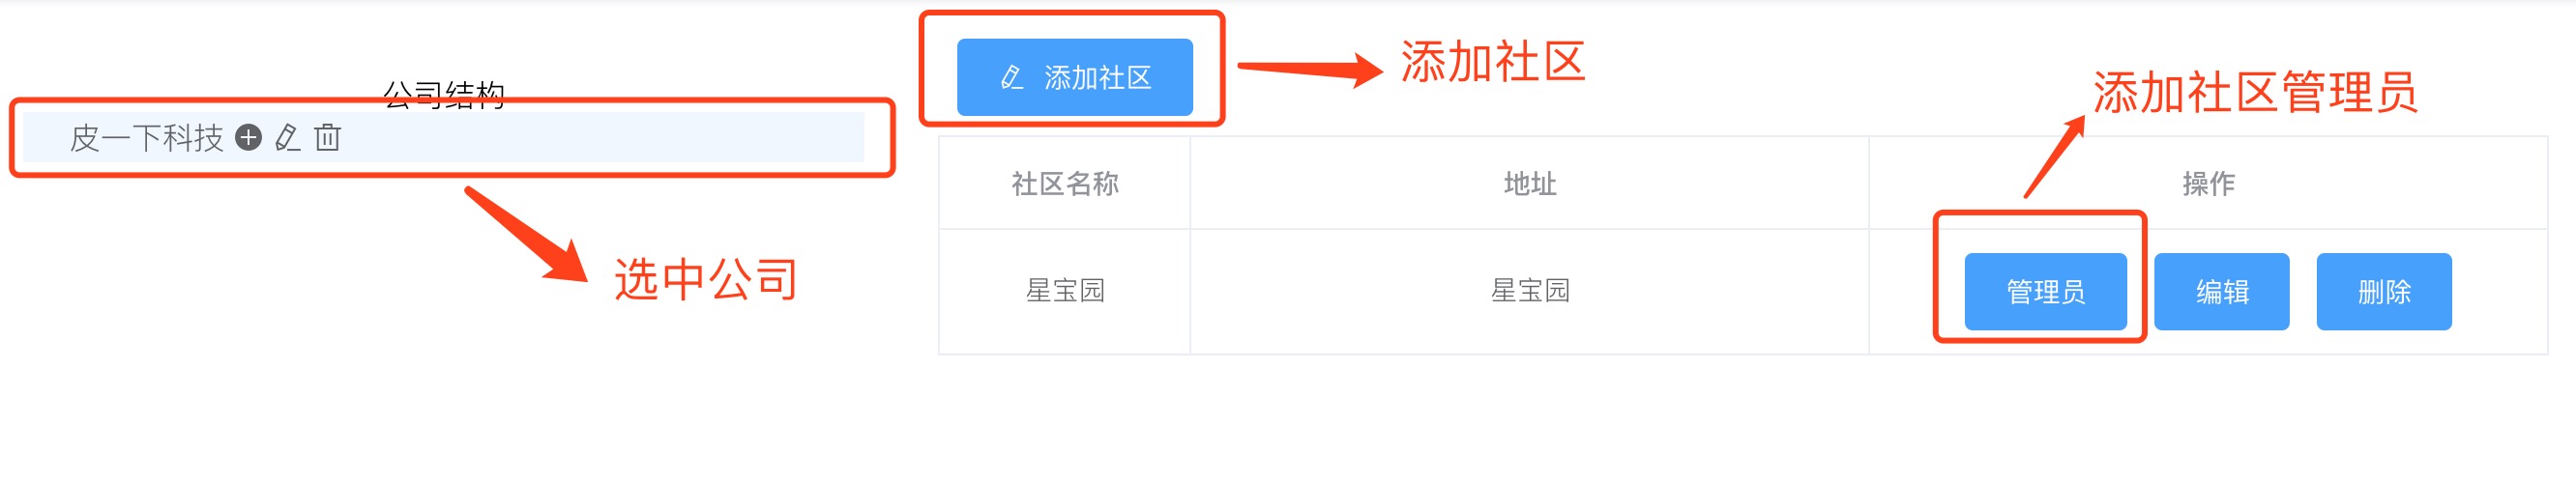 公司结构
皮一下科技
选中公司
添加社区
添加社区
添加社区管理员
社区名称 地址 操作
星宝园 星宝园 管理员 编辑 删除